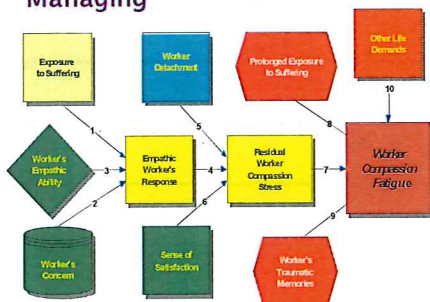 Managing
Exposure
to Suffering
Worker
Detachment
Prolonged Exposure
to Suffering
Other Life
Demands
1
5
8
10
Worker's
Empathic
Ability
3
Empathic
Worker's
Response
4
Residual
Worker
Compassion
Stress
7
Worker
Compassion
Fatigue
2
6
9
Worker's
Concern
Sense of
Satisfaction
Worker's
Traumatic
Memories